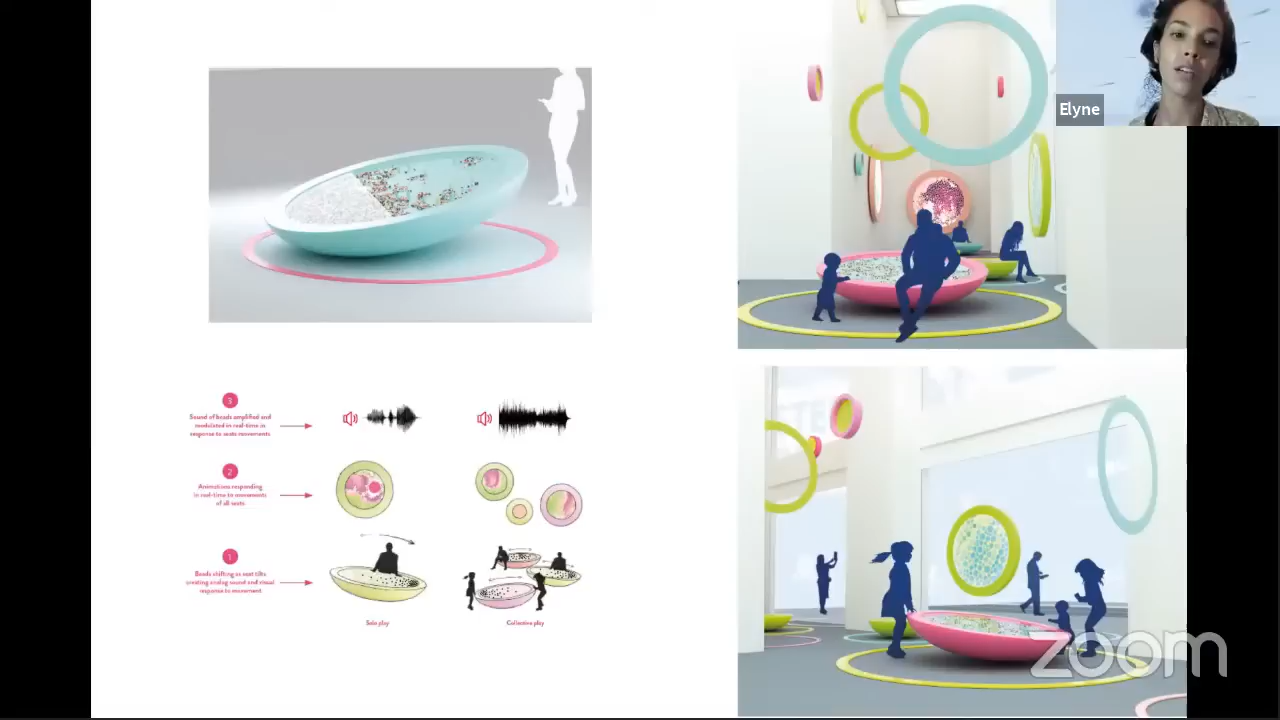 Elyne
3
Sound of beads amplified and
modulated in real-time in
response to seats movements
2
Animations responding
in real-time to movements
of all seats
1
Beads shifting as seat tilts
creating analog sound and visual
response to movement
Solo play
Collective play
zoom